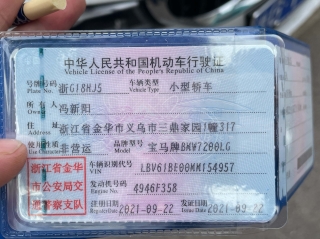 中华人民共和国机动车行驶证
Vehicle License of the People's Republic of China
号牌号码 Plate No. 浙G18HJ5 车辆类型 Vehicle Type 小型轿车
所有人 冯新阳
住址 浙江省金华市义乌市三鼎家园1幢317
使用性质 非营运 品牌型号 宝马牌BMW7200LG
浙江省金华市公安局交通警察支队
车辆识别代号 VIN
发动机号码 Engine No. 4946F358
注册日期 Register Date 2021-09-22 发证日期 Issue Date 2021-09-22